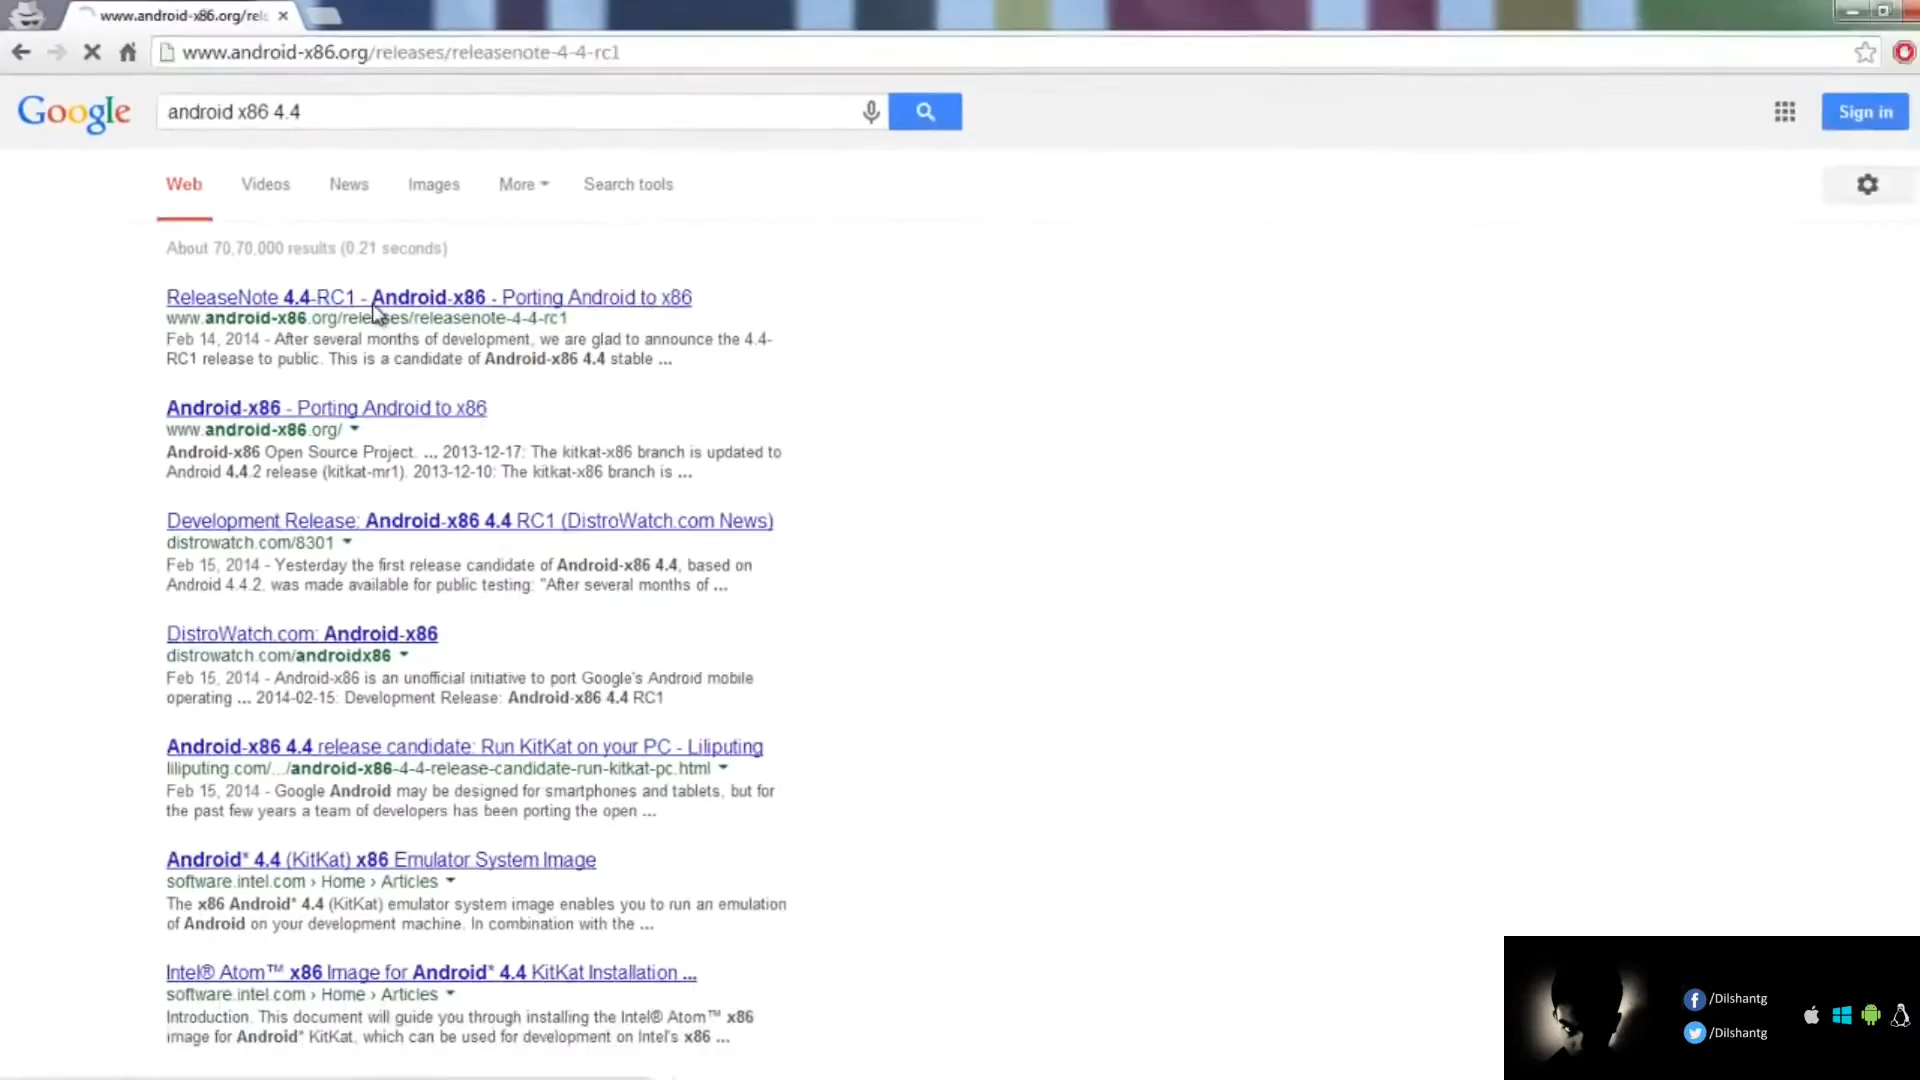 www.android-x86.org/rele
www.android-x86.org/releases/releasenote-4-4-rc1
Google
android x86 4.4
Sign in
Web
Videos
News
Images
More
Search tools
About 70,70,000 results (0.21 seconds)
ReleaseNote 4.4-RC1 - Android-x86 - Porting Android to x86
www.android-x86.org/releases/releasenote-4-4-rc1
Feb 14, 2014 - After several months of development, we are glad to announce the 4.4-
RC1 release to public. This is a candidate of Android-x86 4.4 stable ...
Android-x86 - Porting Android to x86
www.android-x86.org/
Android-x86 Open Source Project. ... 2013-12-17: The kitkat-x86 branch is updated to
Android 4.4.2 release (kitkat-mr1). 2013-12-10: The kitkat-x86 branch is ...
Development Release: Android-x86 4.4 RC1 (DistroWatch.com News)
distrowatch.com/8301
Feb 15, 2014 - Yesterday the first release candidate of Android-x86 4.4, based on
Android 4.4.2, was made available for public testing: "After several months of ...
DistroWatch.com: Android-x86
distrowatch.com/androidx86
Feb 15, 2014 - Android-x86 is an unofficial initiative to port Google's Android mobile
operating ... 2014-02-15: Development Release: Android-x86 4.4 RC1
Android-x86 4.4 release candidate: Run KitKat on your PC - Liliputing
liliputing.com/.../android-x86-4-4-release-candidate-run-kitkat-pc.html
Feb 15, 2014 - Google Android may be designed for smartphones and tablets, but for
the past few years a team of developers has been porting the open ...
Android* 4.4 (KitKat) x86 Emulator System Image
software.intel.com › Home › Articles
The x86 Android* 4.4 (KitKat) emulator system image enables you to run an emulation
of Android on your development machine. In combination with the ...
Intel® Atom™ x86 Image for Android* 4.4 KitKat Installation ...
software.intel.com › Home › Articles
Introduction. This document will guide you through installing the Intel® Atom™ x86
image for Android* KitKat, which can be used for development on Intel's x86 ...
/Dilshantg
/Dilshantg